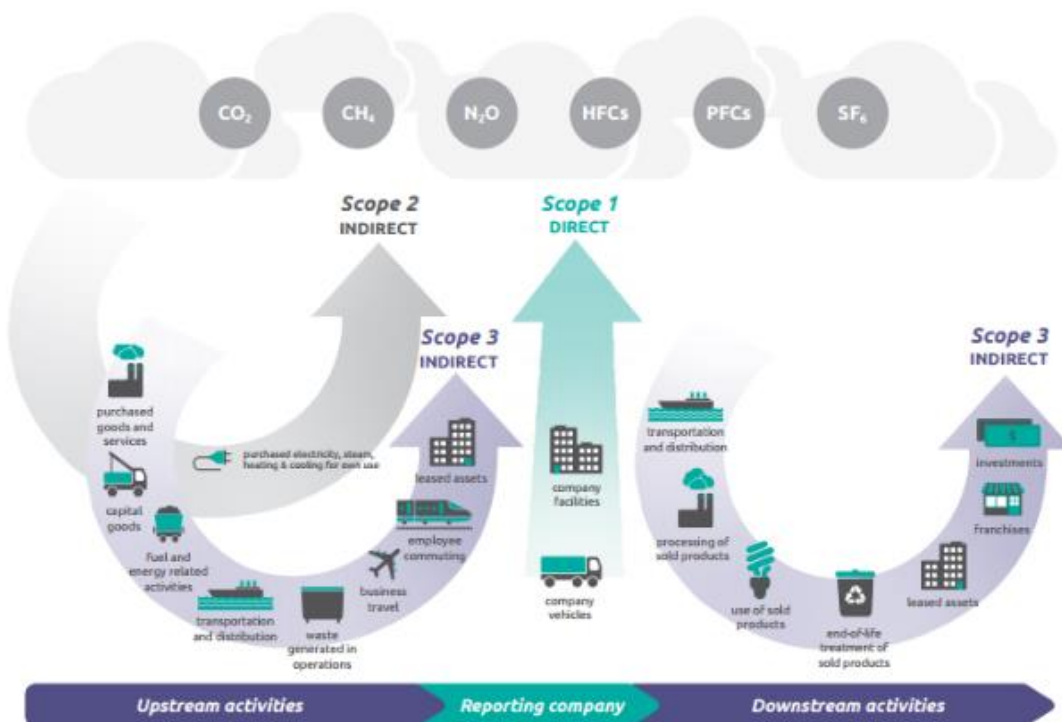 CO₂
CH₄
N₂O
HFCs
PFCs
SF₆
Scope 2
INDIRECT
Scope 1
DIRECT
Scope 3
INDIRECT
Scope 3
INDIRECT
purchased
goods and
services
capital
goods
fuel and
energy related
activities
transportation
and distribution
waste
generated in
operations
business
travel
employee
commuting
leased assets
purchased electricity, steam,
heating & cooling for own use
company
facilities
company
vehicles
transportation
and distribution
processing of
sold products
use of sold
products
end-of-life
treatment of
sold products
leased assets
franchises
$
investments
Upstream activities
Reporting company
Downstream activities